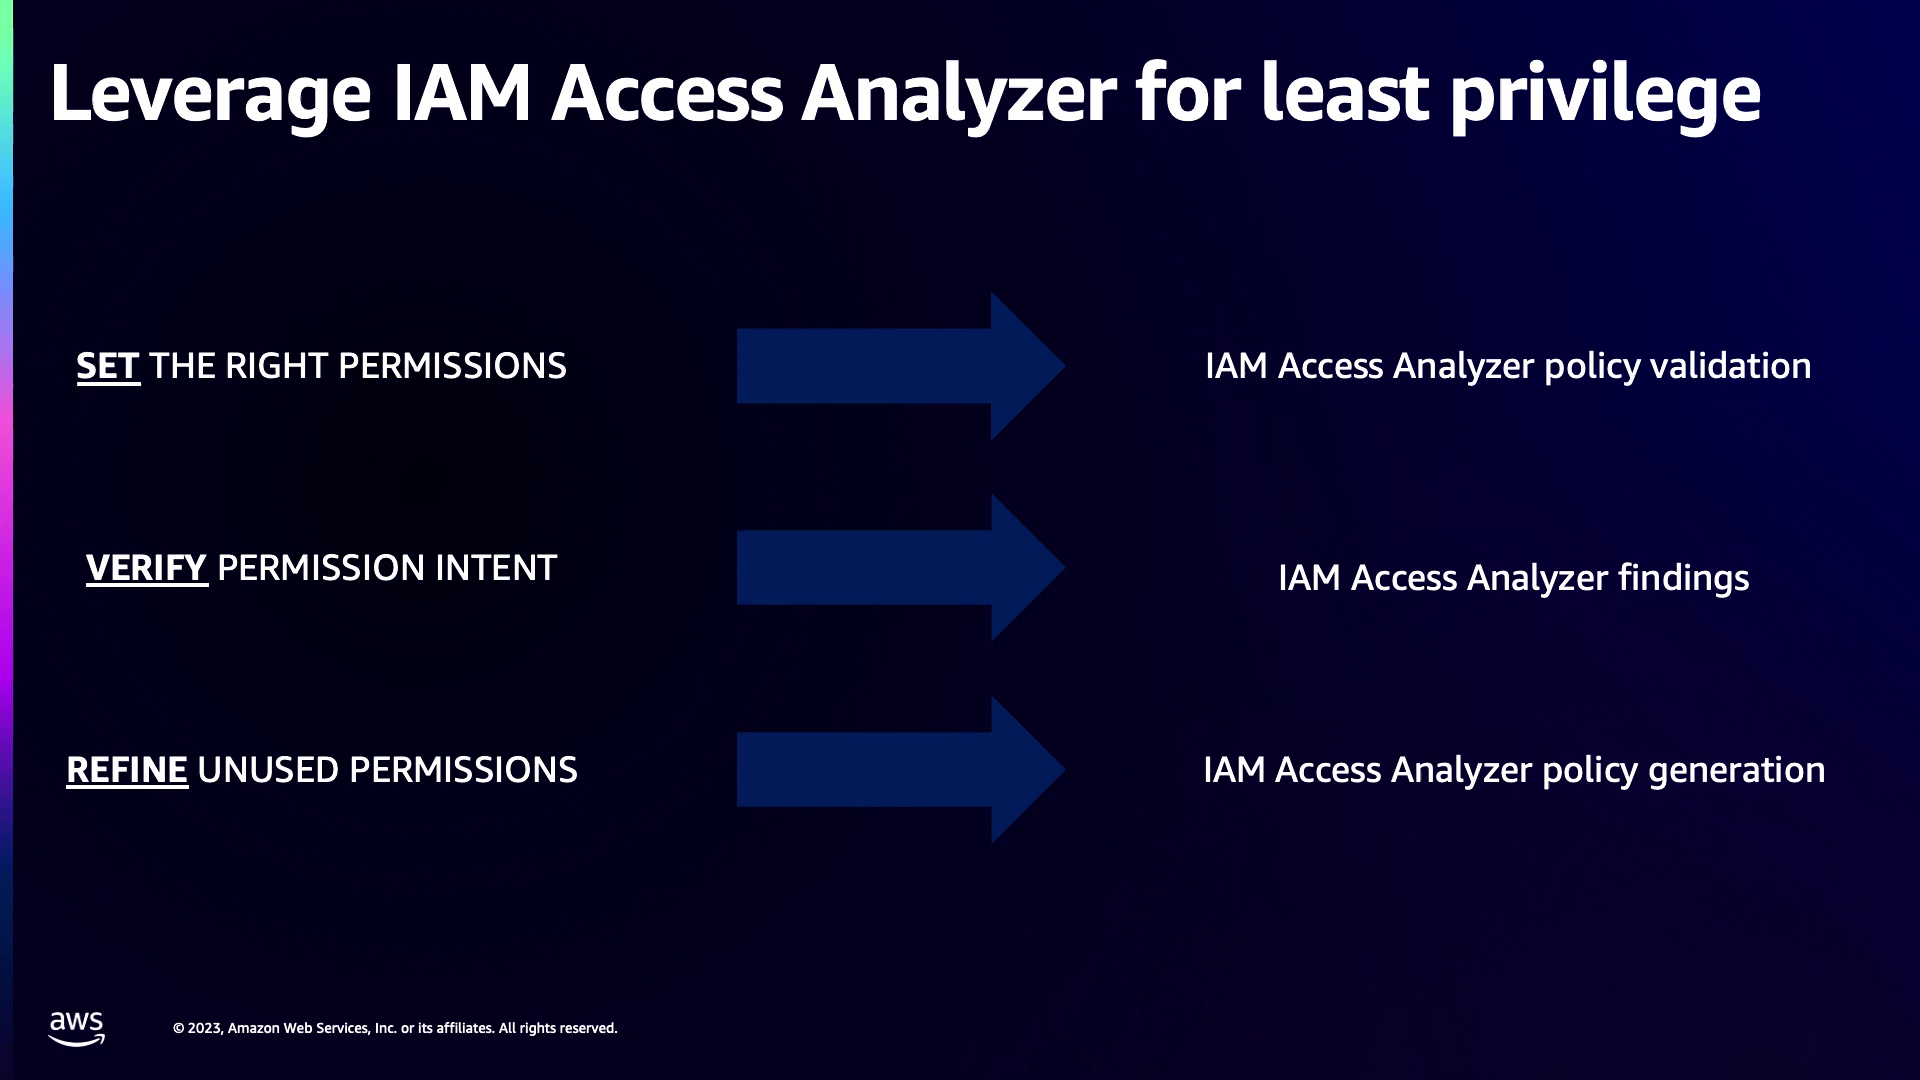 Leverage IAM Access Analyzer for least privilege
SET THE RIGHT PERMISSIONS
IAM Access Analyzer policy validation
VERIFY PERMISSION INTENT
IAM Access Analyzer findings
REFINE UNUSED PERMISSIONS
IAM Access Analyzer policy generation
aws
© 2023, Amazon Web Services, Inc. or its affiliates. All rights reserved.